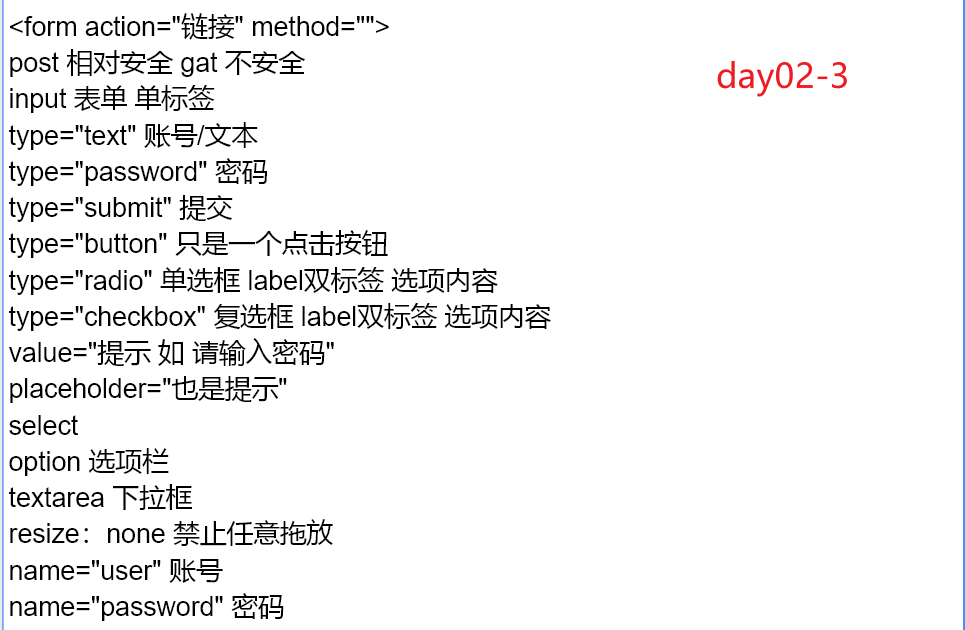 <form action="链接" method="">
post 相对安全 gat 不安全
day02-3
input 表单 单标签
type="text" 账号/文本
type="password" 密码
type="submit" 提交
type="button" 只是一个点击按钮
type="radio" 单选框 label双标签 选项内容
type="checkbox" 复选框 label双标签 选项内容
value="提示 如 请输入密码"
placeholder="也是提示"
select
option 选项栏
textarea 下拉框
resize：none 禁止任意拖放
name="user" 账号
name="password" 密码